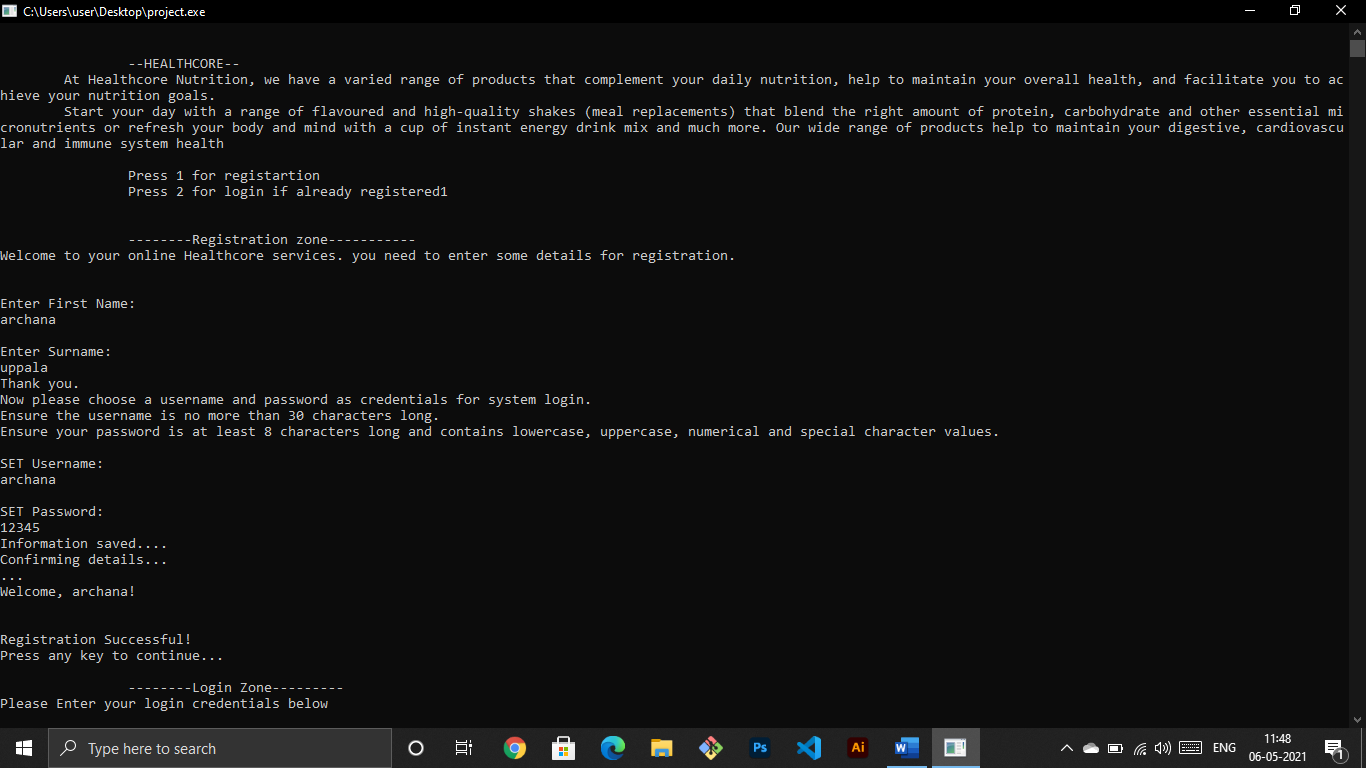 C:\Users\user\Desktop\project.exe
--HEALTHCORE--
At Healthcore Nutrition, we have a varied range of products that complement your daily nutrition, help to maintain your overall health, and facilitate you to ac
hieve your nutrition goals.
Start your day with a range of flavoured and high-quality shakes (meal replacements) that blend the right amount of protein, carbohydrate and other essential mi
cronutrients or refresh your body and mind with a cup of instant energy drink mix and much more. Our wide range of products help to maintain your digestive, cardiovascu
lar and immune system health
Press 1 for registartion
Press 2 for login if already registered1
--------Registration zone-----------
Welcome to your online Healthcore services. you need to enter some details for registration.
Enter First Name:
archana
Enter Surname:
uppala
Thank you.
Now please choose a username and password as credentials for system login.
Ensure the username is no more than 30 characters long.
Ensure your password is at least 8 characters long and contains lowercase, uppercase, numerical and special character values.
SET Username:
archana
SET Password:
12345
Information saved....
Confirming details...
...
Welcome, archana!
Registration Successful!
Press any key to continue...
--------Login Zone---------
Please Enter your login credentials below
Type here to search
Ps
Ai
W
ENG
11:48
06-05-2021
1